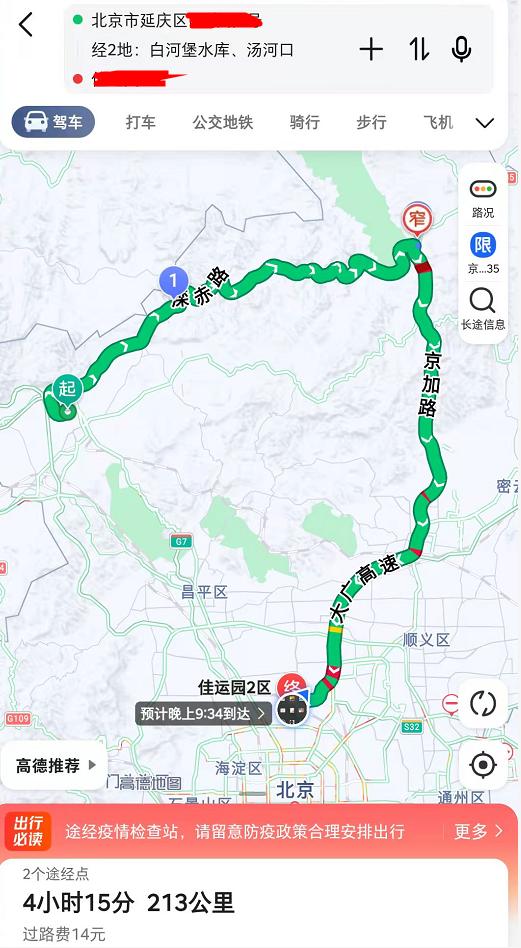 北京市延庆区
经2地：白河堡水库、汤河口
驾车
打车
公交地铁
骑行
步行
飞机
路况
限
京...35
长途信息
窄
1
滦赤路
起
京加路
密云
G7
昌平区
大广高速
顺义区
佳运园2区
终
预计晚上9:34到达 >
G109
S32
高德推荐
海淀区
门高德地图
北京
石景山区
通州区
出行必读
途经疫情检查站，请留意防疫政策合理安排出行
更多 >
2个途经点
4小时15分 213公里
过路费14元